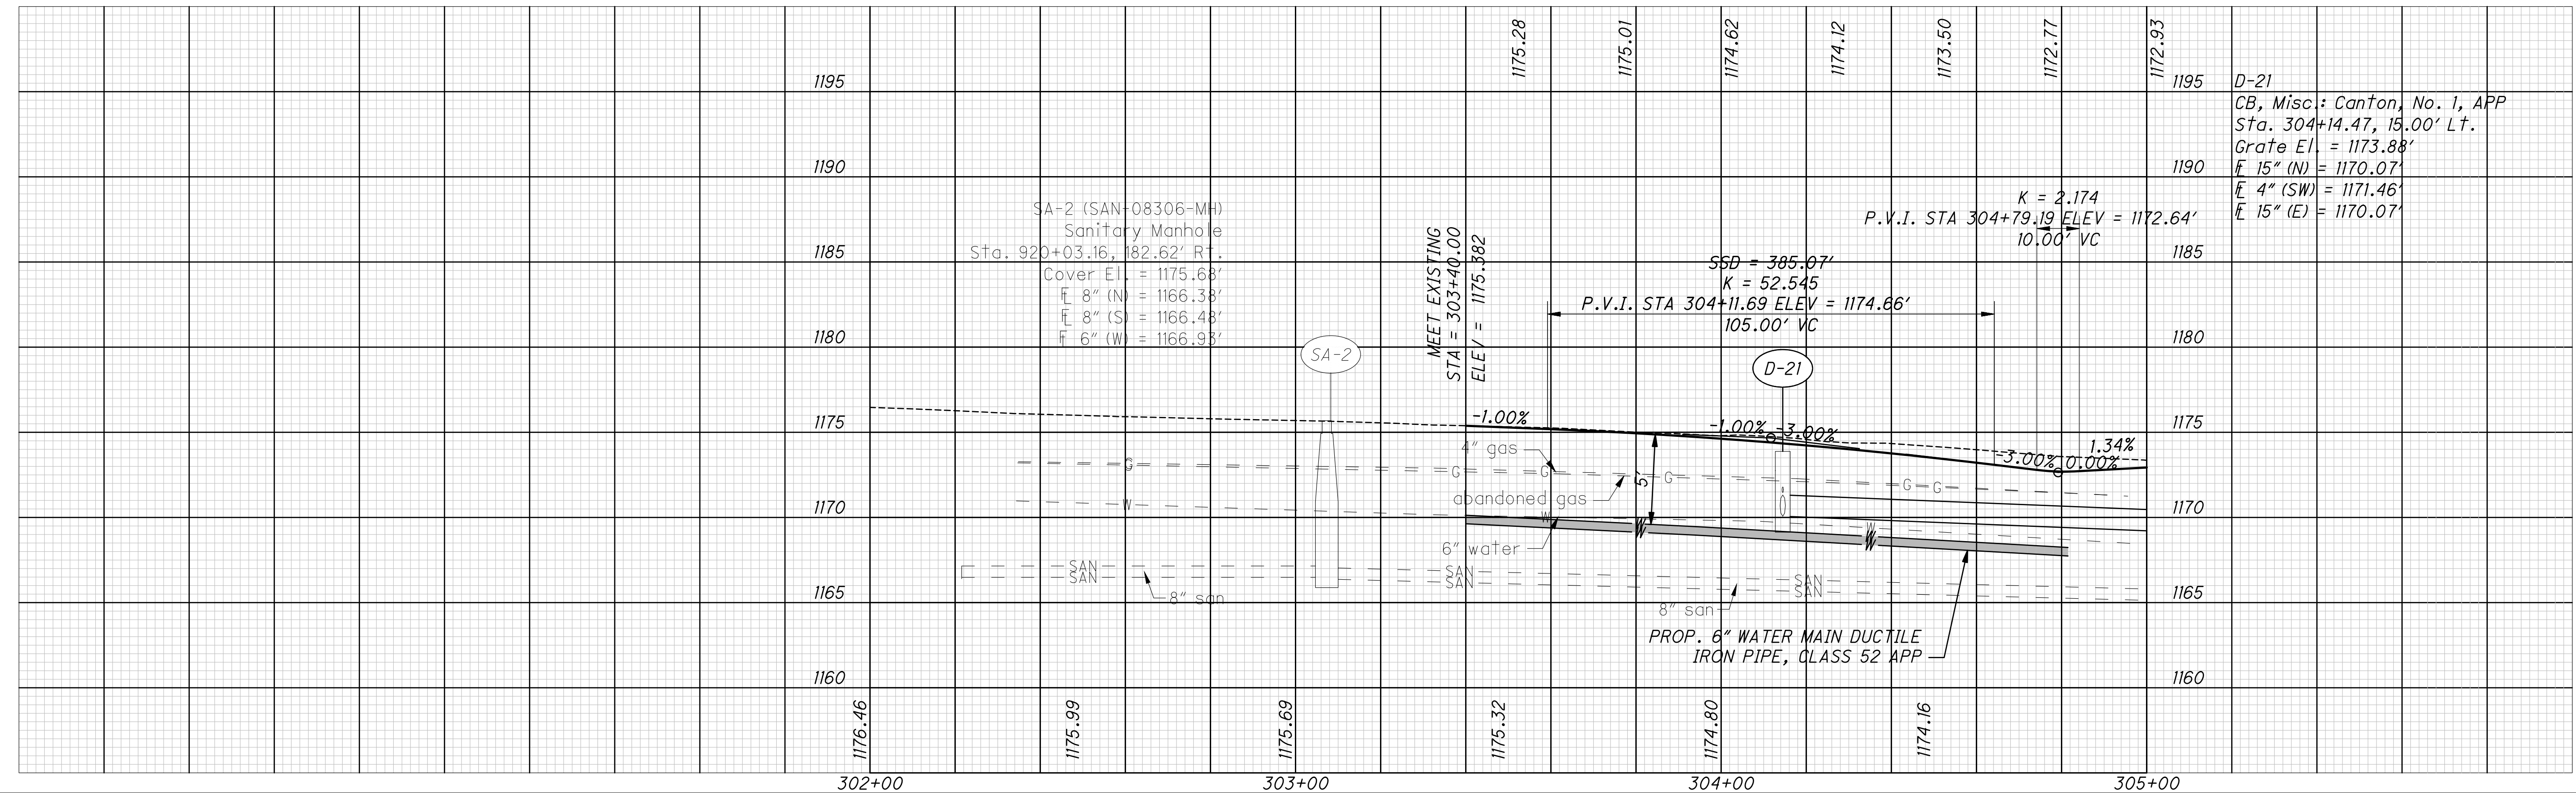 1175.28
1175.01
1174.62
1174.12
1173.50
1172.77
1172.93
1195
1190
1185
1180
1175
1170
1165
1160
1195
1190
1185
1180
1175
1170
1165
1160
D-21
CB, Misc.: Canton, No. 1, APP
Sta. 304+14.47, 15.00' Lt.
Grate El. = 1173.88'
15" (N) = 1170.07'
4" (SW) = 1171.46'
15" (E) = 1170.07'
K = 2.174
P.V.I. STA 304+79.19 ELEV = 1172.64'
10.00' VC
SA-2 (SAN-08306-MH)
Sanitary Manhole
Sta. 920+03.16, 182.62' Rt.
Cover El. = 1175.68'
8" (N) = 1166.38'
8" (S) = 1166.48'
6" (W) = 1166.93'
MEET EXISTING
STA = 303+40.00
ELEV = 1175.382
SSD = 385.07'
K = 52.545
P.V.I. STA 304+11.69 ELEV = 1174.66'
105.00' VC
SA-2
D-21
-1.00%
-1.00%
-3.00%
-3.00%
0.00%
1.34%
4" gas
G
G
G
G
G
G
5'
abandoned gas
W
W
W
6" water
SAN
SAN
SAN
SAN
SAN
SAN
8" san
8" san
PROP. 6" WATER MAIN DUCTILE
IRON PIPE, CLASS 52 APP
1176.46
1175.99
1175.69
1175.32
1174.80
1174.16
302+00
303+00
304+00
305+00